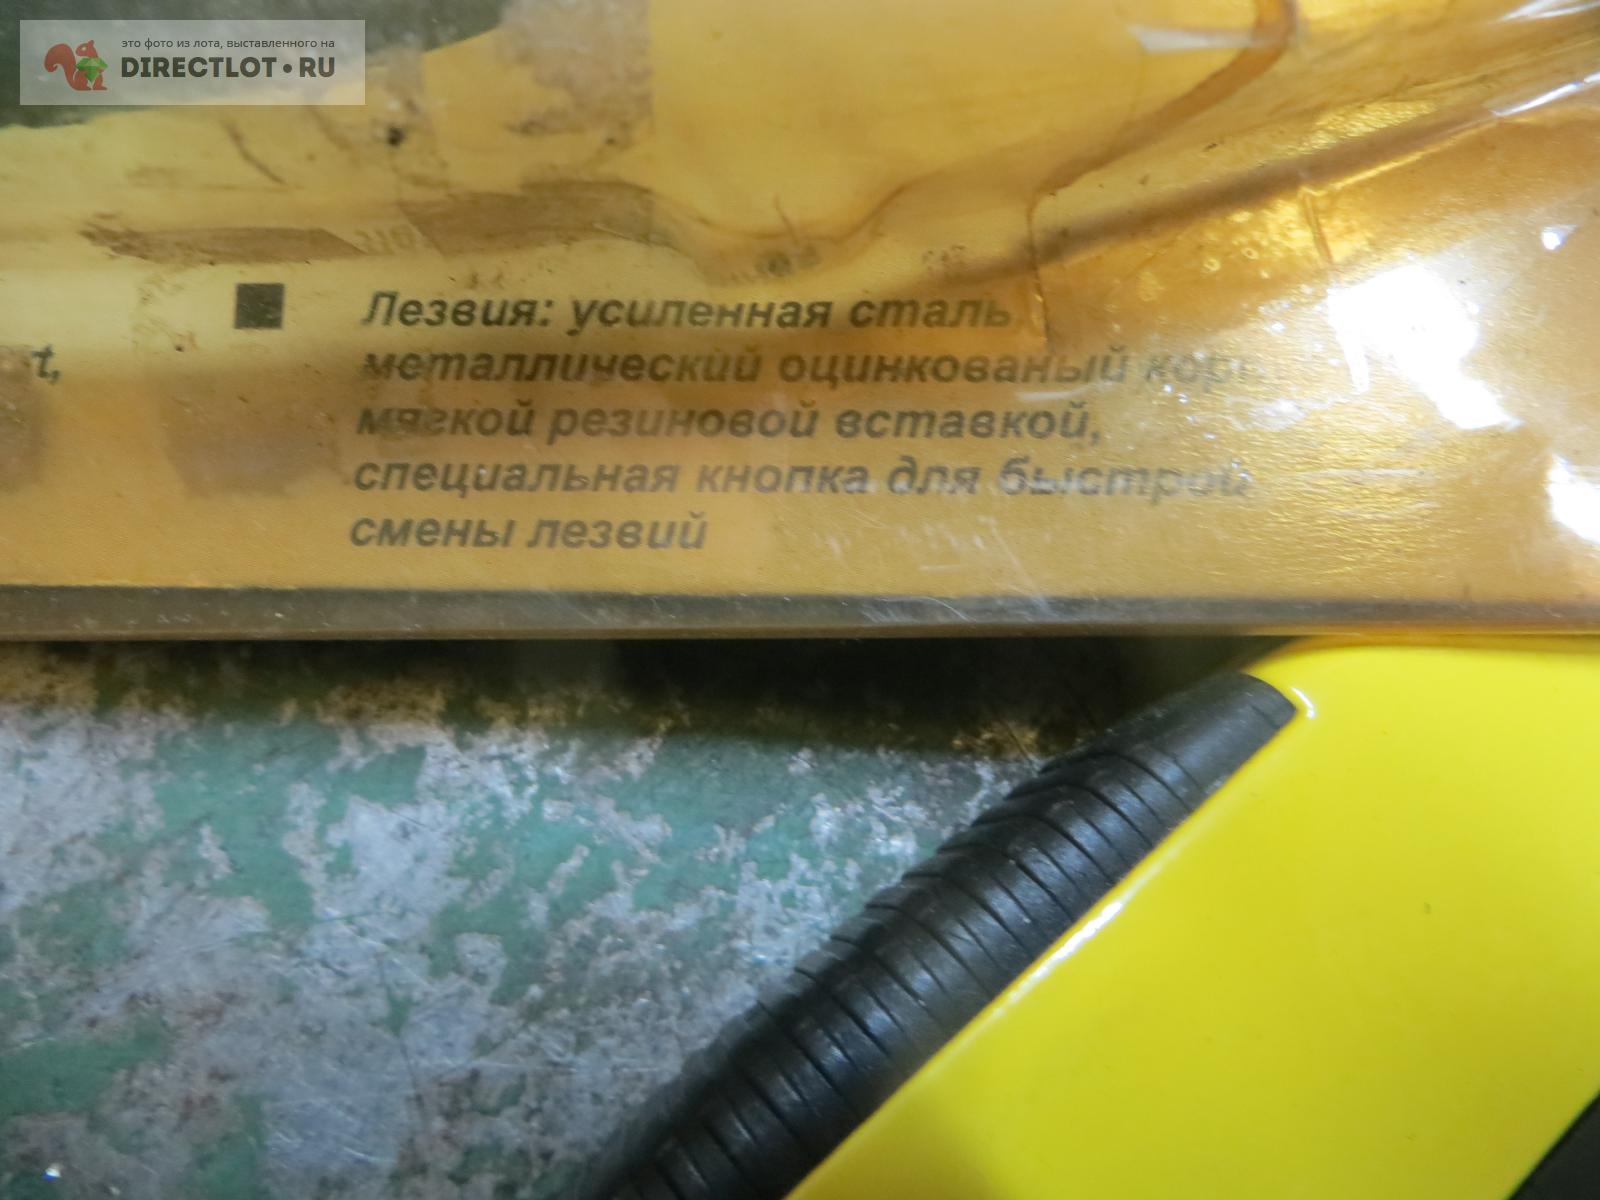 это фото из лота, выставленного на
DIRECTLOT•RU
Лезвия: усиленная сталь
t,
металлический оцинкованый
мягкой резиновой вставкой,
специальная кнопка для быстрой
смены лезвий